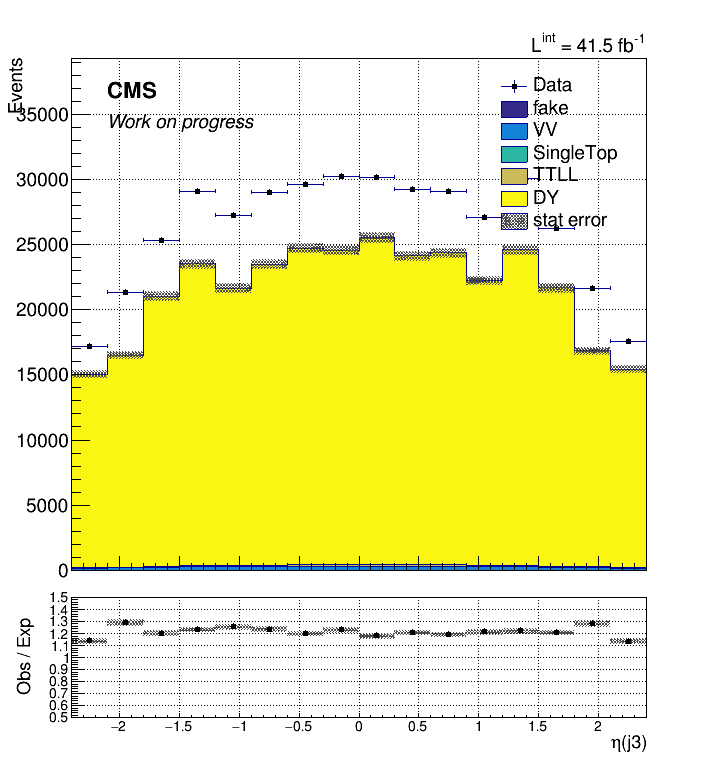 L^int = 41.5 fb^-1
Events
CMS
Work on progress
Data
fake
VV
SingleTop
TTLL
DY
stat error
35000
30000
25000
20000
15000
10000
5000
0
Obs / Exp
1.5
1.4
1.3
1.2
1.1
1
0.9
0.8
0.7
0.6
0.5
−2 −1.5 −1 −0.5 0 0.5 1 1.5 2
η(j3)